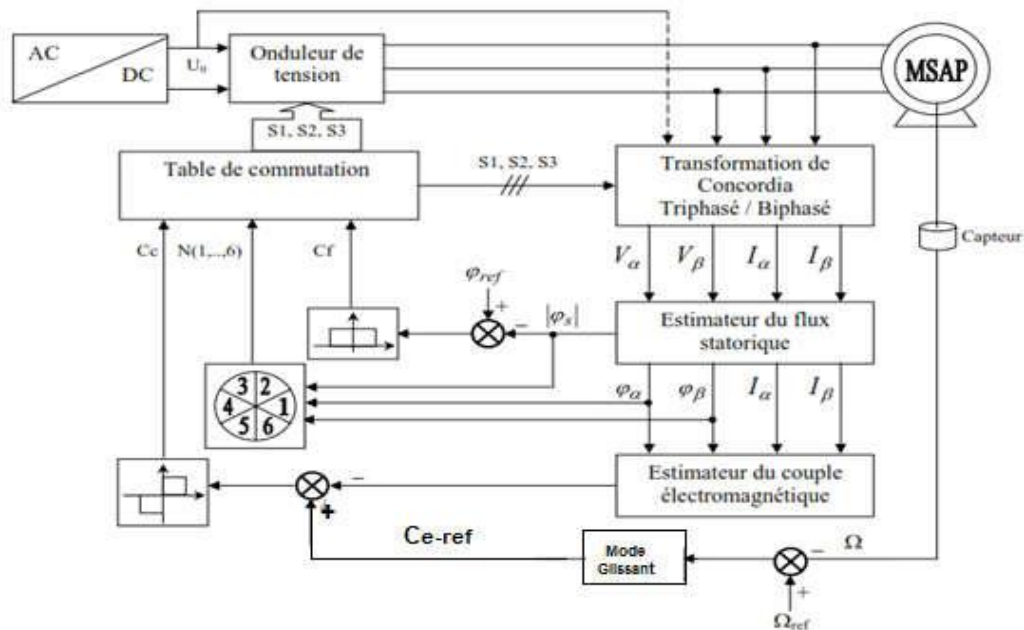 AC
DC
U₀
Onduleur de
tension
MSAP
S1, S2, S3
Table de commutation
S1, S2, S3
Transformation de
Concordia
Triphasé / Biphasé
Capteur
Cc
N(1,..,6)
Cf
φref
+
−
|φs|
Vα
Vβ
Iα
Iβ
Estimateur du flux
statorique
3 2
4 1
5 6
φα
φβ
Iα
Iβ
Estimateur du couple
électromagnétique
−
+
Ce-ref
Mode
Glissant
−
Ω
+
Ωref